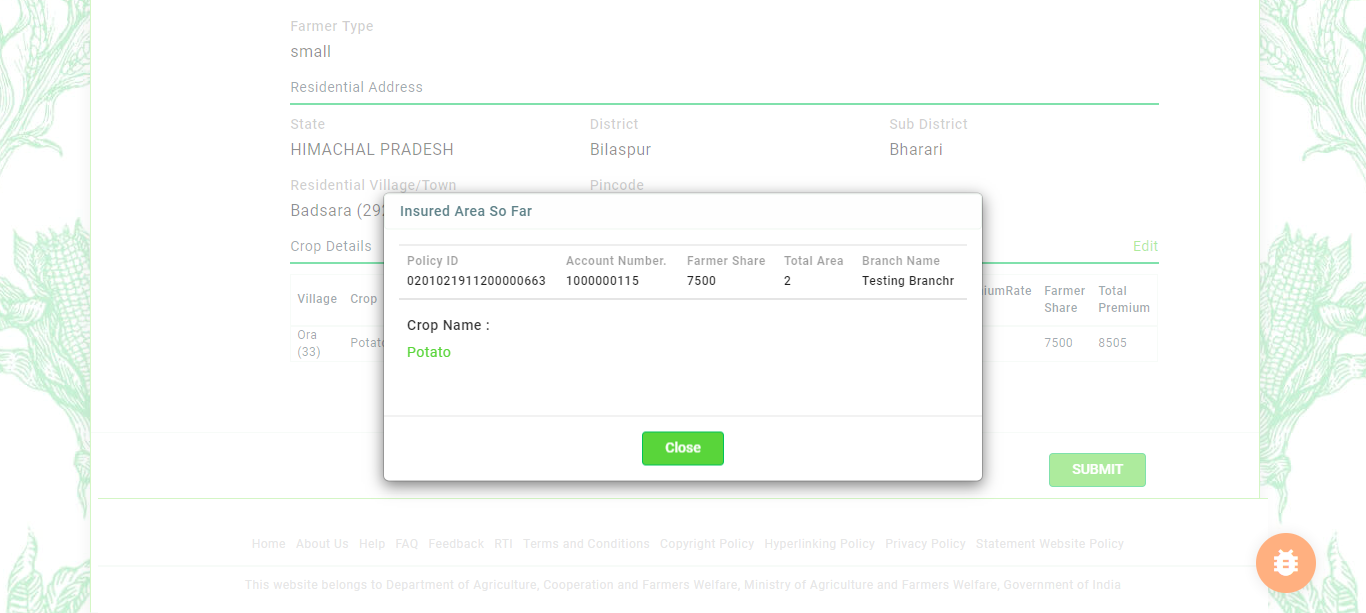 Farmer Type
small
Residential Address
State District Sub District
HIMACHAL PRADESH Bilaspur Bharari
Residential Village/Town Pincode
Badsara (292
Insured Area So Far
Crop Details Edit
Policy ID Account Number. Farmer Share Total Area Branch Name
0201021911200000663 1000000115 7500 2 Testing Branchr
Village Crop iumRate Farmer Share Total Premium
Crop Name :
Ora (33) Potato 7500 8505
Potato
Close
SUBMIT
Home About Us Help FAQ Feedback RTI Terms and Conditions Copyright Policy Hyperlinking Policy Privacy Policy Statement Website Policy
This website belongs to Department of Agriculture, Cooperation and Farmers Welfare, Ministry of Agriculture and Farmers Welfare, Government of India